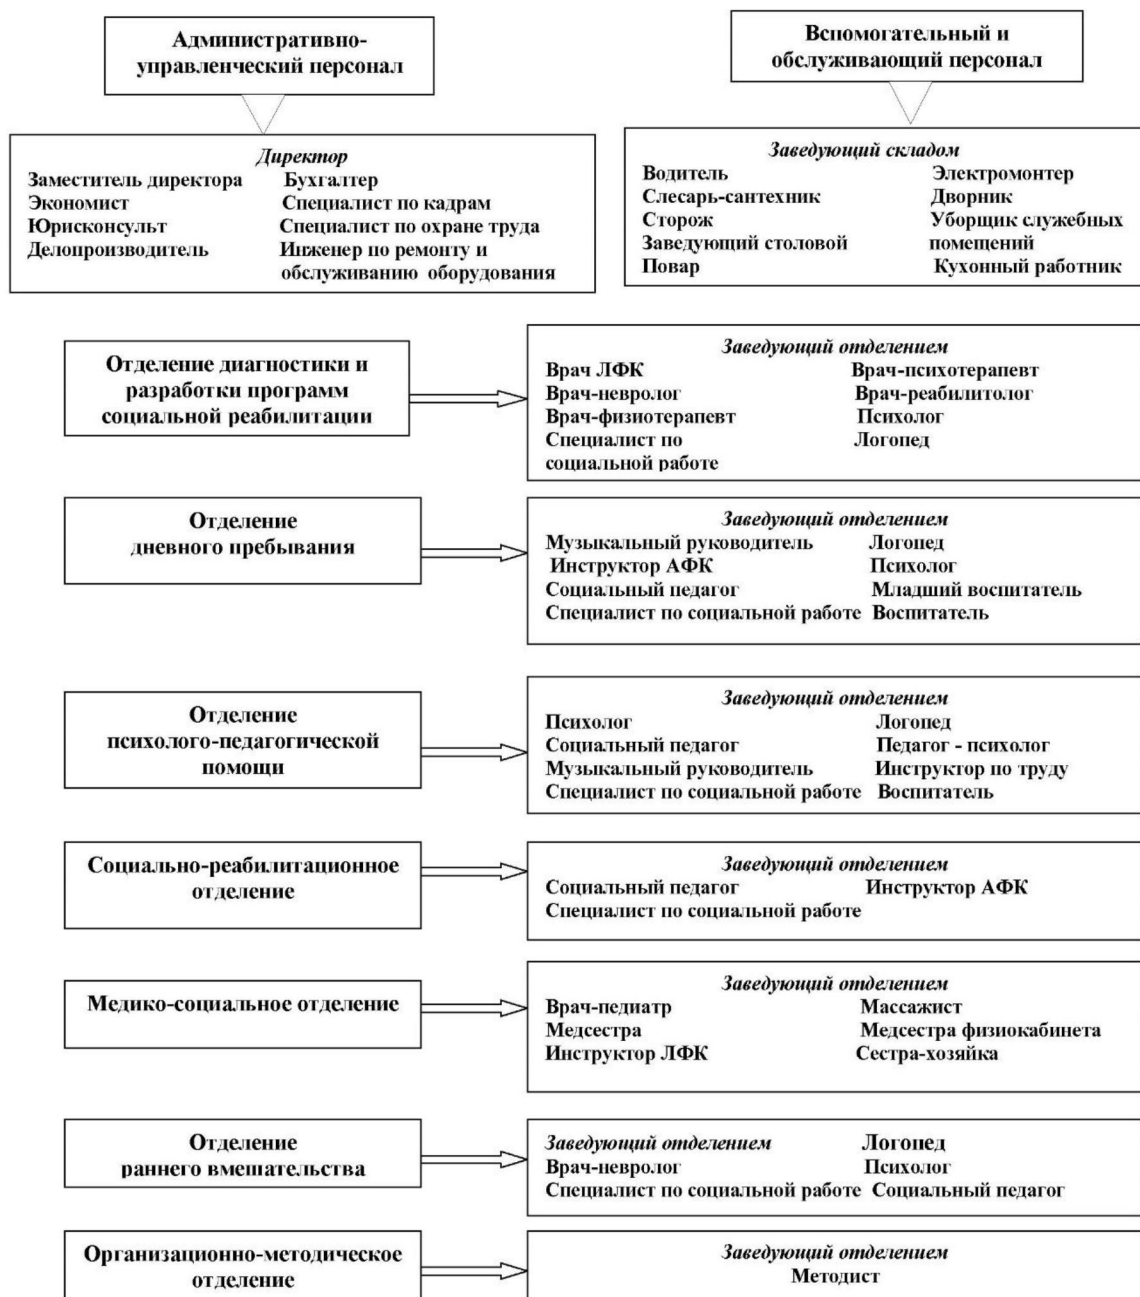 Административно-
управленческий персонал
Вспомогательный и
обслуживающий персонал
Директор
Заместитель директора Бухгалтер
Экономист Специалист по кадрам
Юрисконсульт Специалист по охране труда
Делопроизводитель Инженер по ремонту и
обслуживанию оборудования
Заведующий складом
Водитель Электромонтер
Слесарь-сантехник Дворник
Сторож Уборщик служебных
Заведующий столовой помещений
Повар Кухонный работник
Отделение диагностики и
разработки программ
социальной реабилитации
Заведующий отделением
Врач ЛФК Врач-психотерапевт
Врач-невролог Врач-реабилитолог
Врач-физиотерапевт Психолог
Специалист по Логопед
социальной работе
Отделение
дневного пребывания
Заведующий отделением
Музыкальный руководитель Логопед
Инструктор АФК Психолог
Социальный педагог Младший воспитатель
Специалист по социальной работе Воспитатель
Отделение
психолого-педагогической
помощи
Заведующий отделением
Психолог Логопед
Социальный педагог Педагог - психолог
Музыкальный руководитель Инструктор по труду
Специалист по социальной работе Воспитатель
Социально-реабилитационное
отделение
Заведующий отделением
Социальный педагог Инструктор АФК
Специалист по социальной работе
Медико-социальное отделение
Заведующий отделением
Врач-педиатр Массажист
Медсестра Медсестра физиокабинета
Инструктор ЛФК Сестра-хозяйка
Отделение
раннего вмешательства
Заведующий отделением Логопед
Врач-невролог Психолог
Специалист по социальной работе Социальный педагог
Организационно-методическое
отделение
Заведующий отделением
Методист